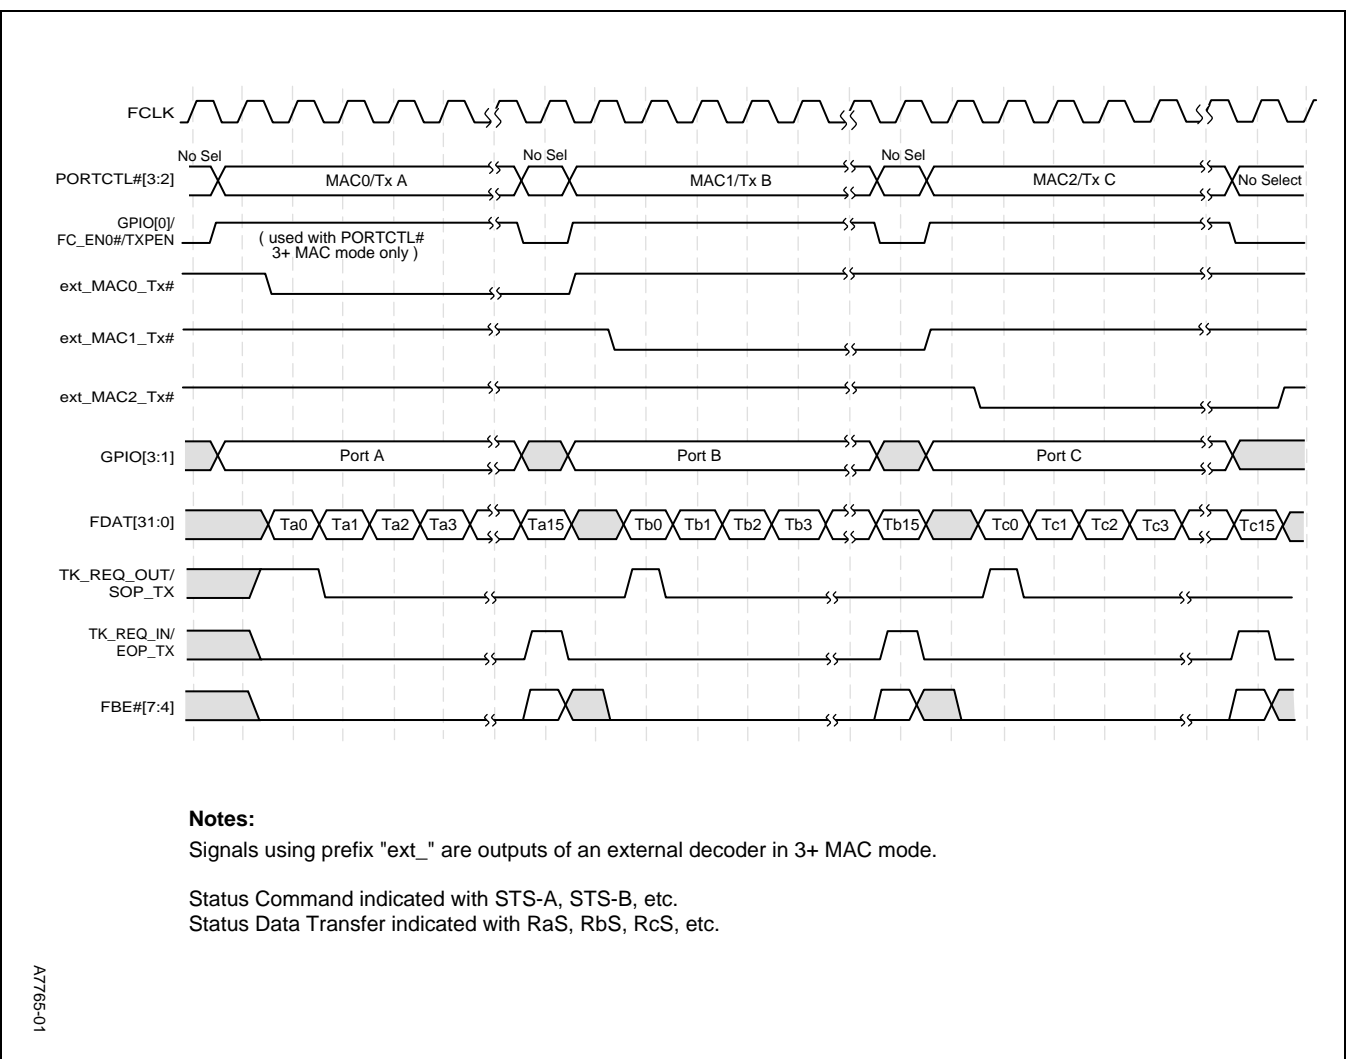 FCLK
No Sel
No Sel
No Sel
PORTCTL#[3:2]
MAC0/Tx A
MAC1/Tx B
MAC2/Tx C
No Select
GPIO[0]/
FC_EN0#/TXPEN
( used with PORTCTL#
3+ MAC mode only )
ext_MAC0_Tx#
ext_MAC1_Tx#
ext_MAC2_Tx#
GPIO[3:1]
Port A
Port B
Port C
FDAT[31:0]
Ta0
Ta1
Ta2
Ta3
Ta15
Tb0
Tb1
Tb2
Tb3
Tb15
Tc0
Tc1
Tc2
Tc3
Tc15
TK_REQ_OUT/
SOP_TX
TK_REQ_IN/
EOP_TX
FBE#[7:4]
Notes:
Signals using prefix "ext_" are outputs of an external decoder in 3+ MAC mode.
Status Command indicated with STS-A, STS-B, etc.
Status Data Transfer indicated with RaS, RbS, RcS, etc.
A7765-01